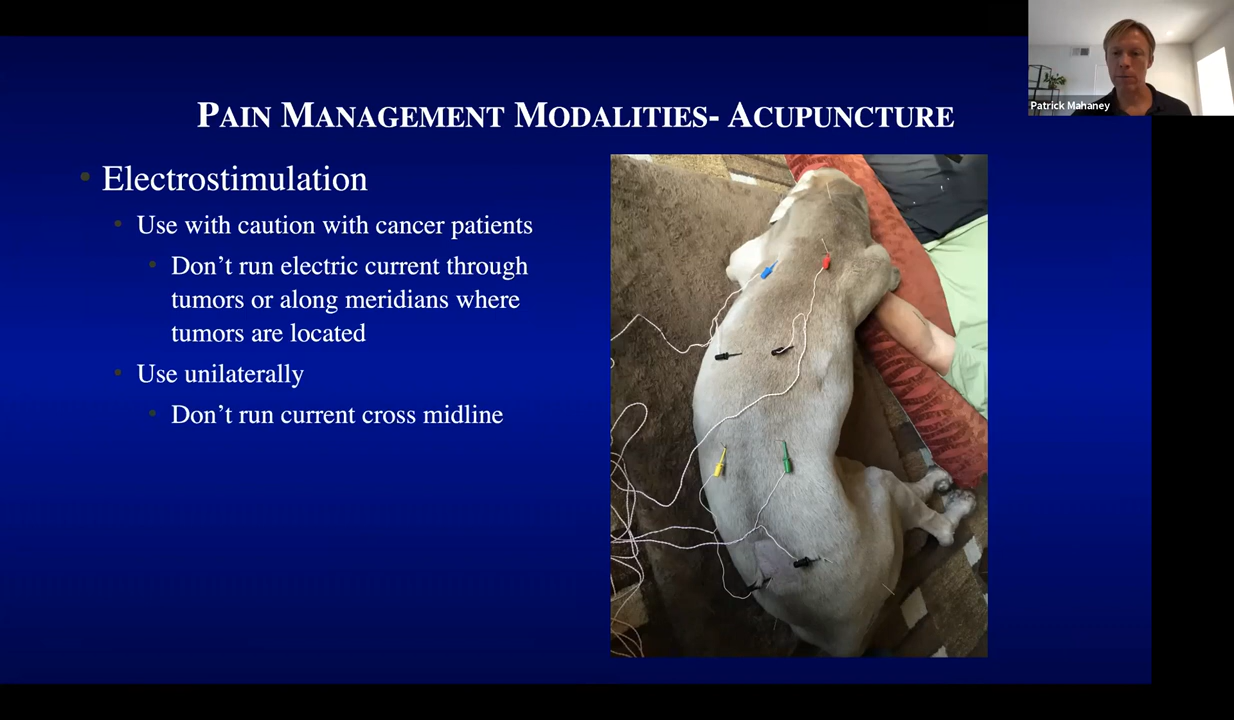 Patrick Mahaney
PAIN MANAGEMENT MODALITIES- ACUPUNCTURE
Electrostimulation
Use with caution with cancer patients
Don't run electric current through
tumors or along meridians where
tumors are located
Use unilaterally
Don't run current cross midline